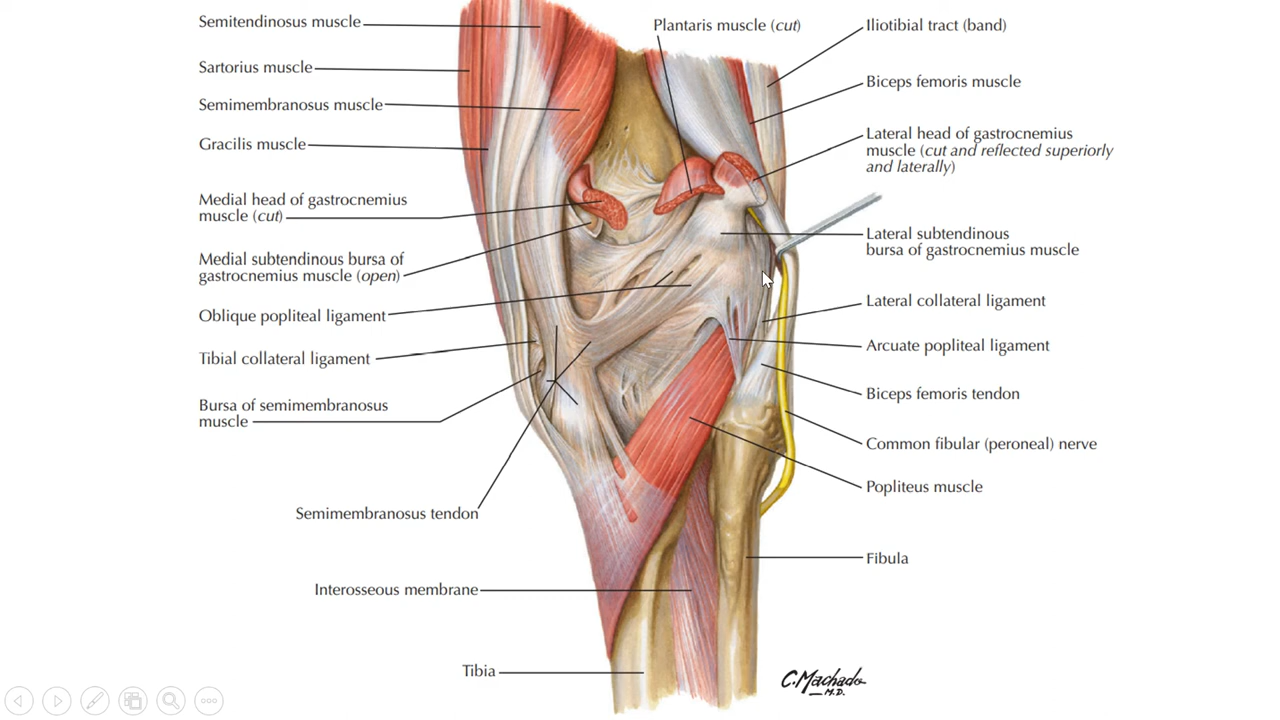 Semitendinosus muscle
Sartorius muscle
Semimembranosus muscle
Gracilis muscle
Medial head of gastrocnemius
muscle (cut)
Medial subtendinous bursa of
gastrocnemius muscle (open)
Oblique popliteal ligament
Tibial collateral ligament
Bursa of semimembranosus
muscle
Semimembranosus tendon
Interosseous membrane
Tibia
Plantaris muscle (cut)
Iliotibial tract (band)
Biceps femoris muscle
Lateral head of gastrocnemius
muscle (cut and reflected superiorly
and laterally)
Lateral subtendinous
bursa of gastrocnemius muscle
Lateral collateral ligament
Arcuate popliteal ligament
Biceps femoris tendon
Common fibular (peroneal) nerve
Popliteus muscle
Fibula
C. Machado
M.D.